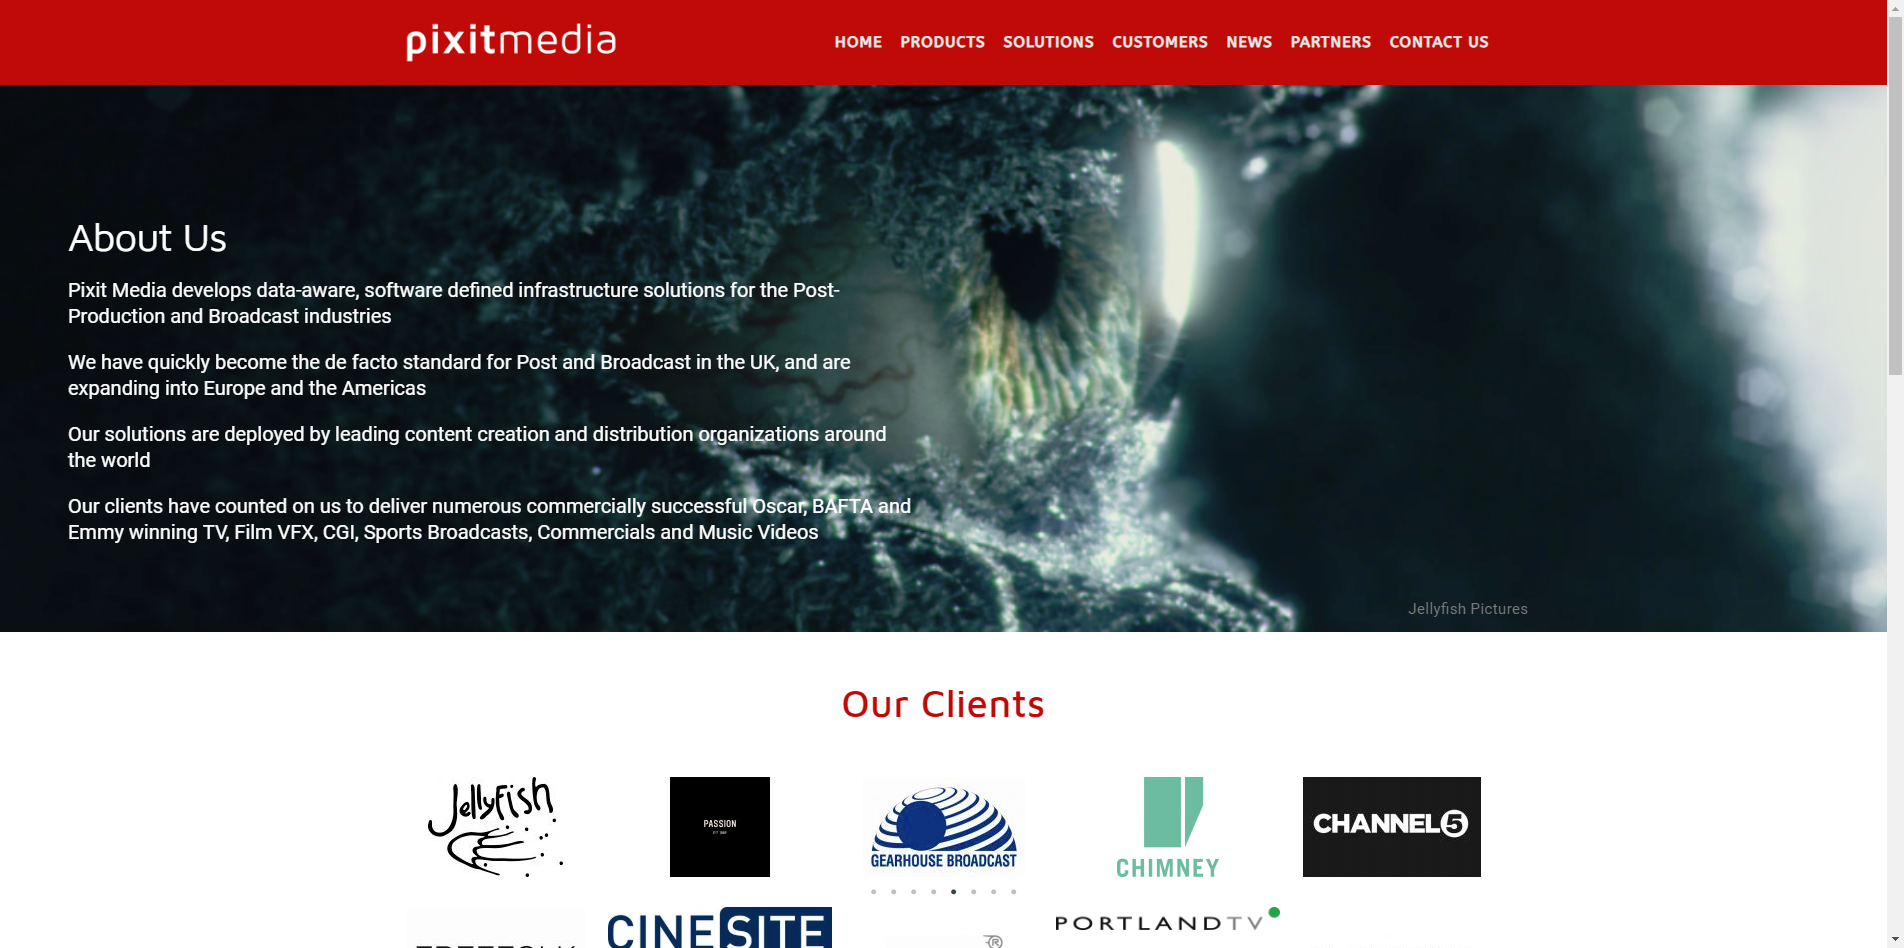 pixitmedia
HOME PRODUCTS SOLUTIONS CUSTOMERS NEWS PARTNERS CONTACT US
About Us
Pixit Media develops data-aware, software defined infrastructure solutions for the Post-
Production and Broadcast industries
We have quickly become the de facto standard for Post and Broadcast in the UK, and are
expanding into Europe and the Americas
Our solutions are deployed by leading content creation and distribution organizations around
the world
Our clients have counted on us to deliver numerous commercially successful Oscar, BAFTA and
Emmy winning TV, Film VFX, CGI, Sports Broadcasts, Commercials and Music Videos
Jellyfish Pictures
Our Clients
Jellyfish
PASSION
GEARHOUSE BROADCAST
CHIMNEY
CHANNEL5
CINESITE
®
PORTLANDTV